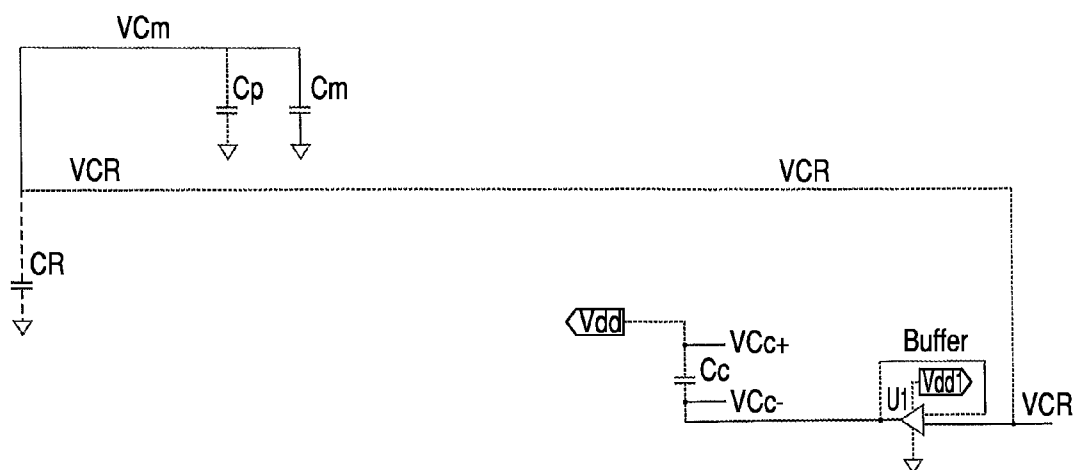 VCm
Cp
Cm
VCR
VCR
CR
Vdd
VCc+
Buffer
Cc
Vdd1
VCc-
U1
VCR